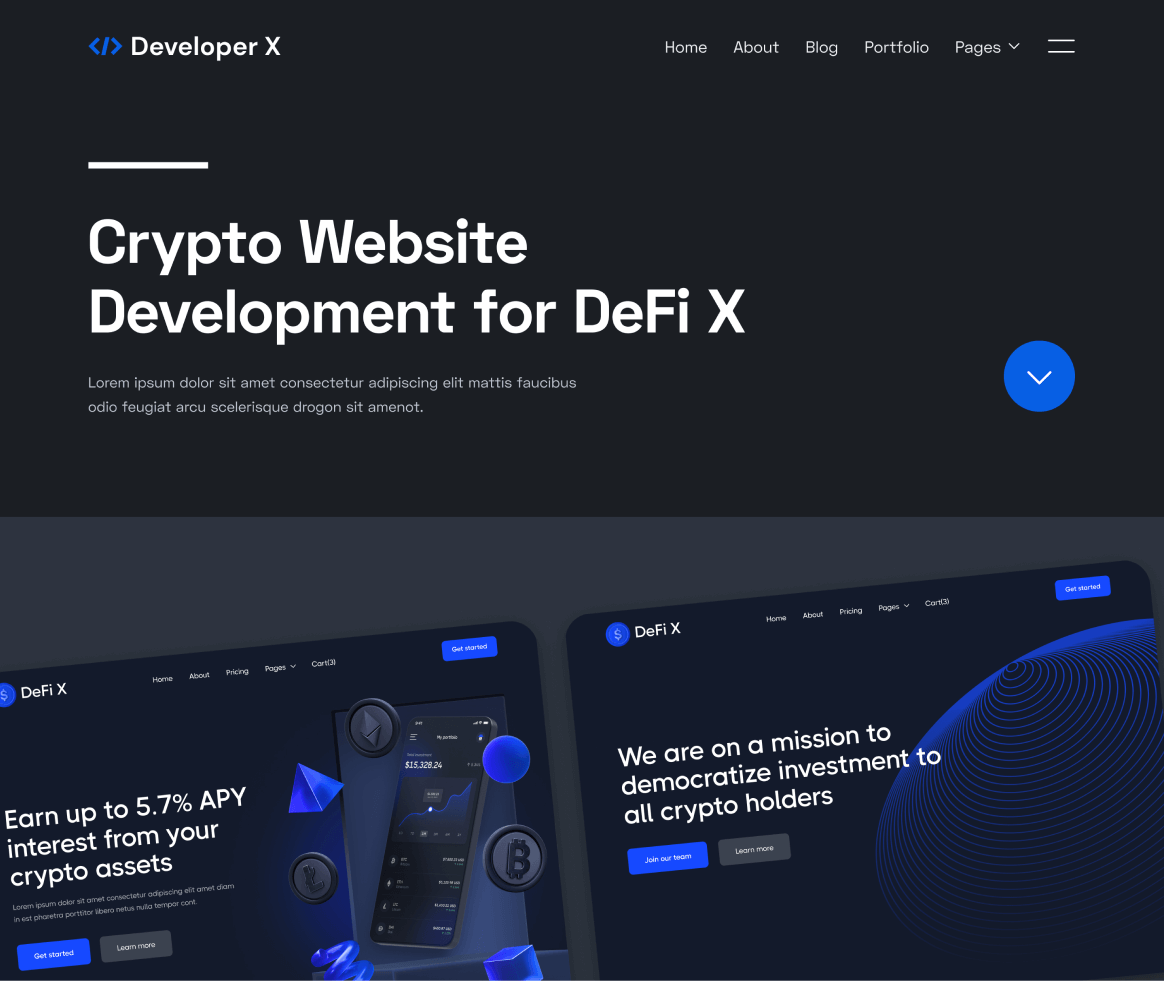 </> Developer X
Home About Blog Portfolio Pages
Crypto Website
Development for DeFi X
Lorem ipsum dolor sit amet consectetur adipiscing elit mattis faucibus
odio feugiat arcu scelerisque drogon sit amenot.
$ DeFi X
Home About Pricing Pages Cart(3)
Get started
Earn up to 5.7% APY
interest from your
crypto assets
Lorem ipsum dolor sit amet consectetur adipiscing elit amet diam
in est pharetra porttitor libero netus nulla tempor cont.
Get started
Learn more
My portfolio
$15,328.24
$ DeFi X
Home About Pricing Pages Cart(3)
Get started
We are on a mission to
democratize investment to
all crypto holders
Join our team
Learn more